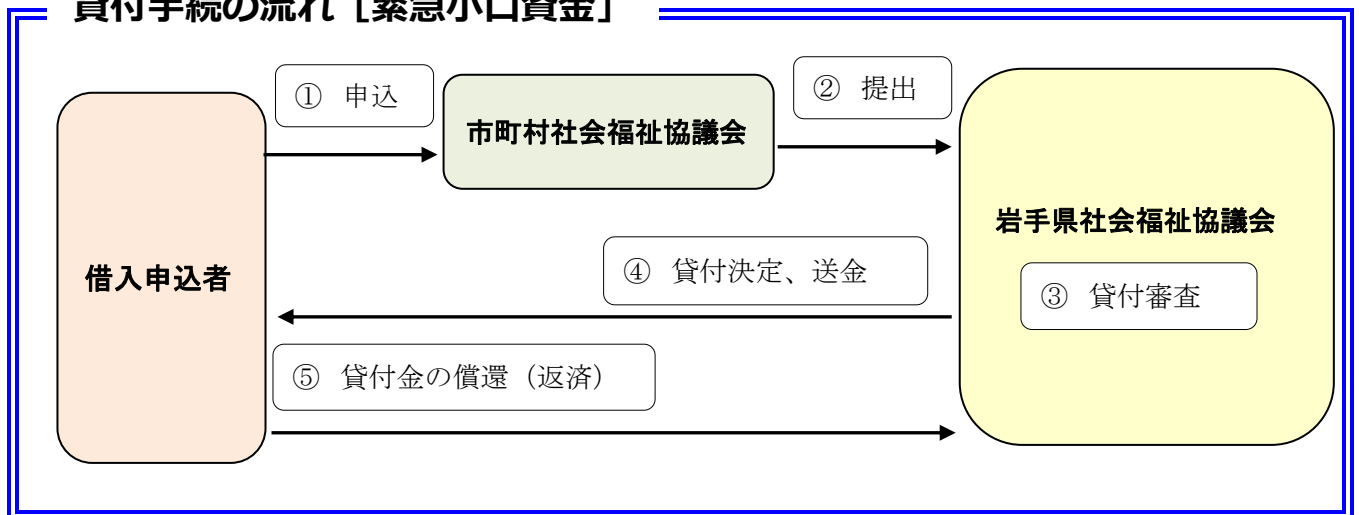 貸付手続の流れ［緊急小口資金］
① 申込
② 提出
市町村社会福祉協議会
岩手県社会福祉協議会
借入申込者
④ 貸付決定、送金
③ 貸付審査
⑤ 貸付金の償還（返済）